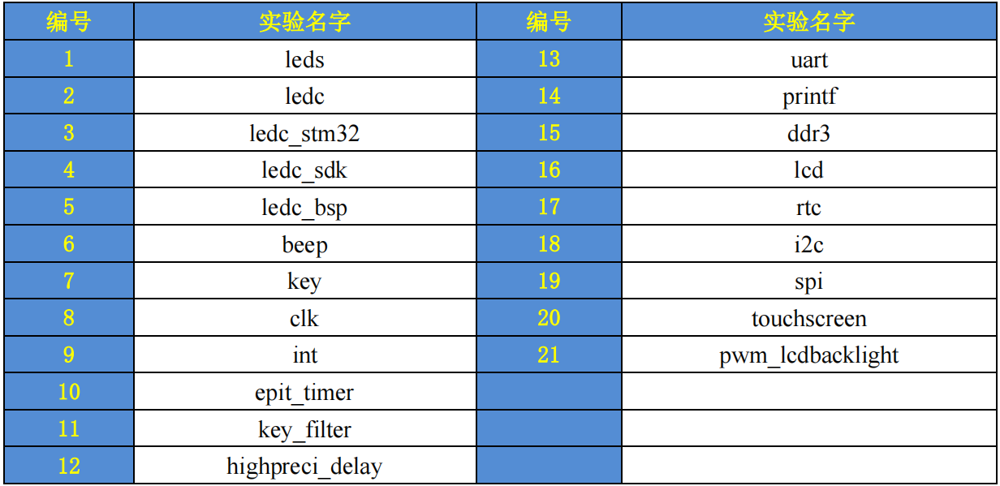 编号 实验名字 编号 实验名字
1 leds 13 uart
2 ledc 14 printf
3 ledc_stm32 15 ddr3
4 ledc_sdk 16 lcd
5 ledc_bsp 17 rtc
6 beep 18 i2c
7 key 19 spi
8 clk 20 touchscreen
9 int 21 pwm_lcdbacklight
10 epit_timer
11 key_filter
12 highpreci_delay